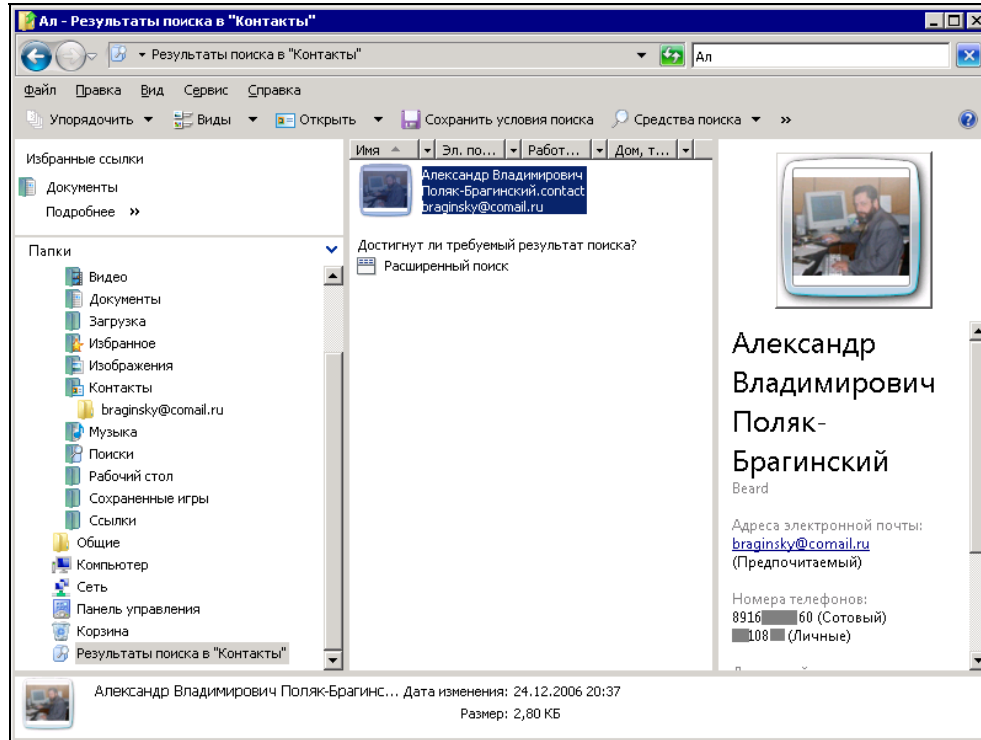 Ал - Результаты поиска в "Контакты"
Результаты поиска в "Контакты"
Ал
Файл Правка Вид Сервис Справка
Упорядочить Виды Открыть Сохранить условия поиска Средства поиска »
Избранные ссылки
Документы
Подробнее »
Папки
Видео
Документы
Загрузка
Избранное
Изображения
Контакты
braginsky@comail.ru
Музыка
Поиски
Рабочий стол
Сохраненные игры
Ссылки
Общие
Компьютер
Сеть
Панель управления
Корзина
Результаты поиска в "Контакты"
Имя Эл. по... Работ... Дом, т...
Александр Владимирович
Поляк-Брагинский.contact
braginsky@comail.ru
Достигнут ли требуемый результат поиска?
Расширенный поиск
Александр
Владимирович
Поляк-
Брагинский
Beard
Адреса электронной почты:
braginsky@comail.ru
(Предпочитаемый)
Номера телефонов:
8916 60 (Сотовый)
108 (Личные)
Александр Владимирович Поляк-Брагинс... Дата изменения: 24.12.2006 20:37
Размер: 2,80 КБ